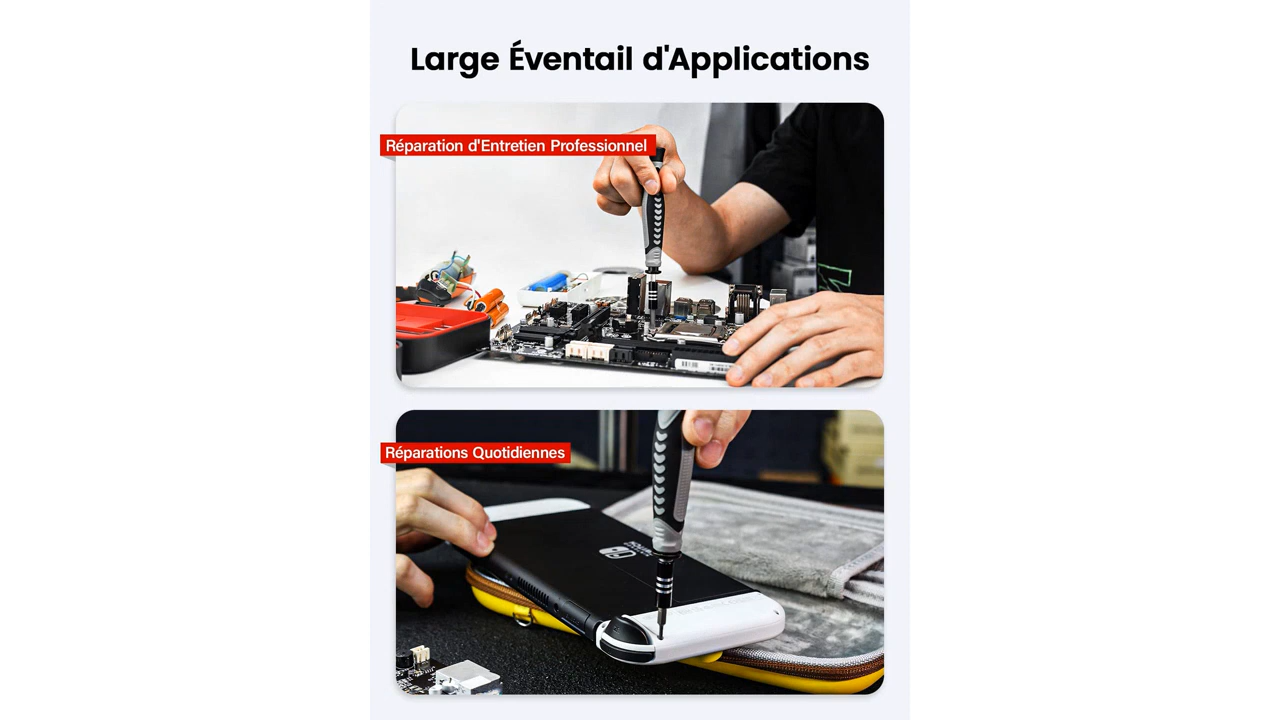 Large Éventail d'Applications
Réparation d'Entretien Professionnel
Réparations Quotidiennes